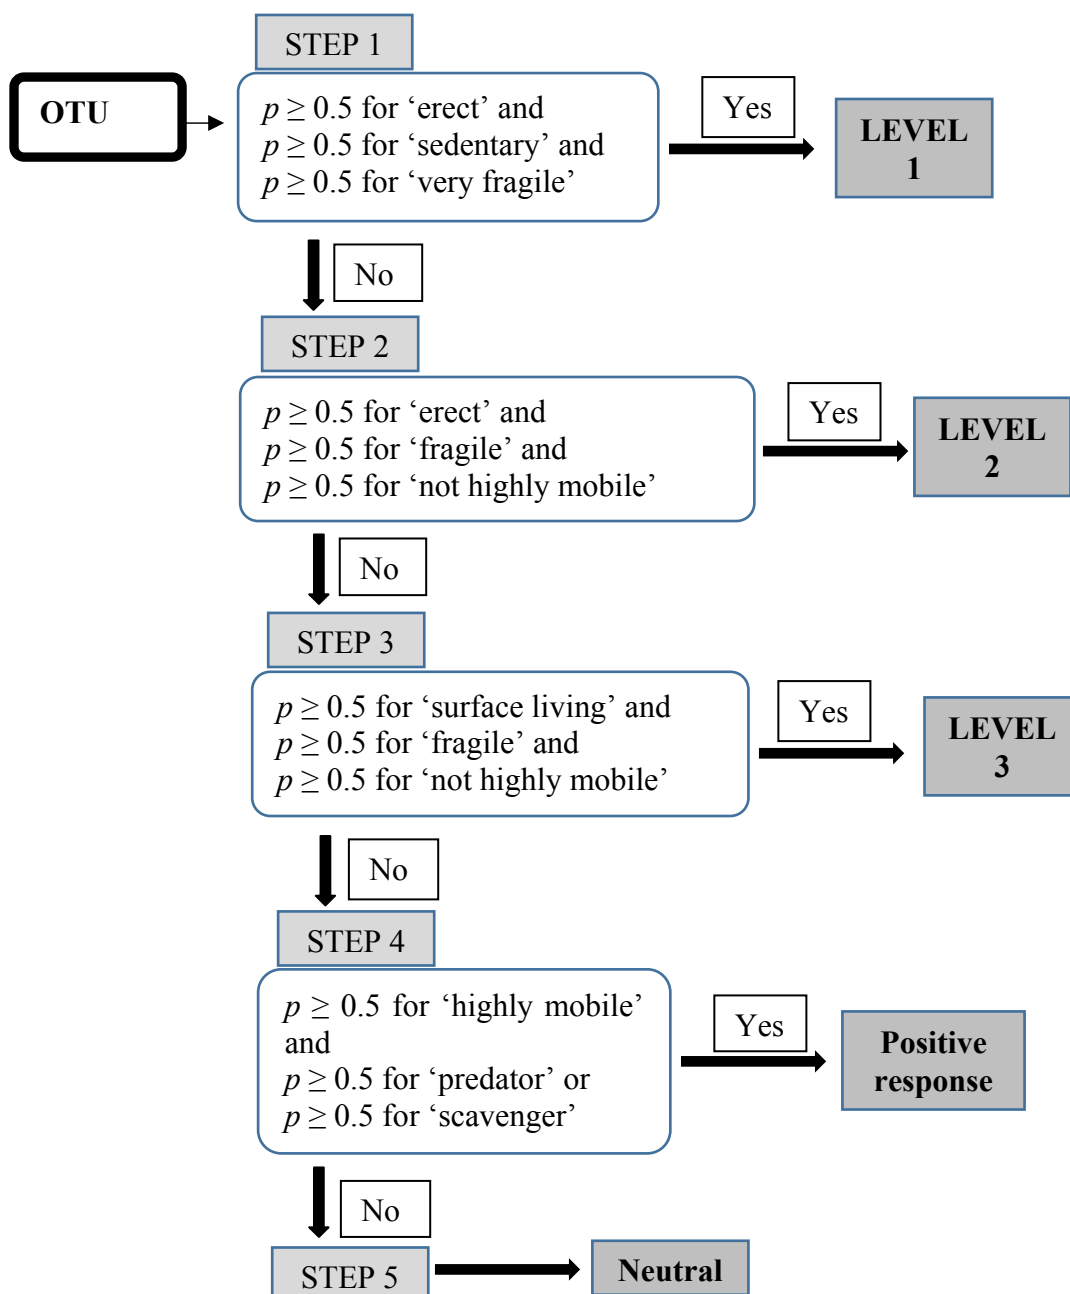 STEP 1
OTU
p ≥ 0.5 for ‘erect’ and
p ≥ 0.5 for ‘sedentary’ and
p ≥ 0.5 for ‘very fragile’
Yes
LEVEL
1
No
STEP 2
p ≥ 0.5 for ‘erect’ and
p ≥ 0.5 for ‘fragile’ and
p ≥ 0.5 for ‘not highly mobile’
Yes
LEVEL
2
No
STEP 3
p ≥ 0.5 for ‘surface living’ and
p ≥ 0.5 for ‘fragile’ and
p ≥ 0.5 for ‘not highly mobile’
Yes
LEVEL
3
No
STEP 4
p ≥ 0.5 for ‘highly mobile’
and
p ≥ 0.5 for ‘predator’ or
p ≥ 0.5 for ‘scavenger’
Yes
Positive
response
No
STEP 5
Neutral